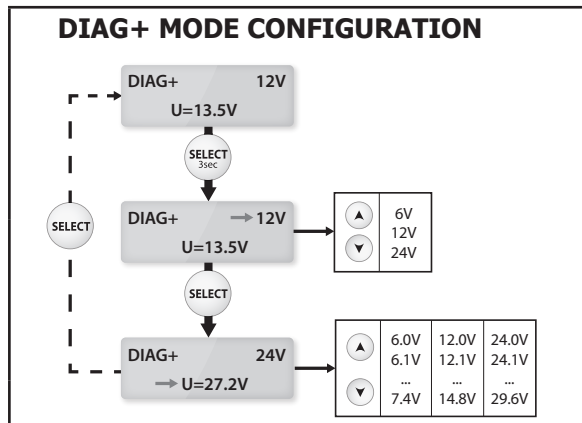 DIAG+ MODE CONFIGURATION
DIAG+ 12V
U=13.5V
SELECT
3sec
DIAG+ 12V
U=13.5V
6V
12V
24V
SELECT
SELECT
DIAG+ 24V
U=27.2V
6.0V 12.0V 24.0V
6.1V 12.1V 24.1V
... ... ...
7.4V 14.8V 29.6V